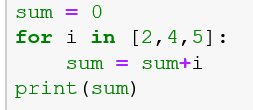 sum = 0
for i in [2,4,5]:
    sum = sum+i
print(sum)